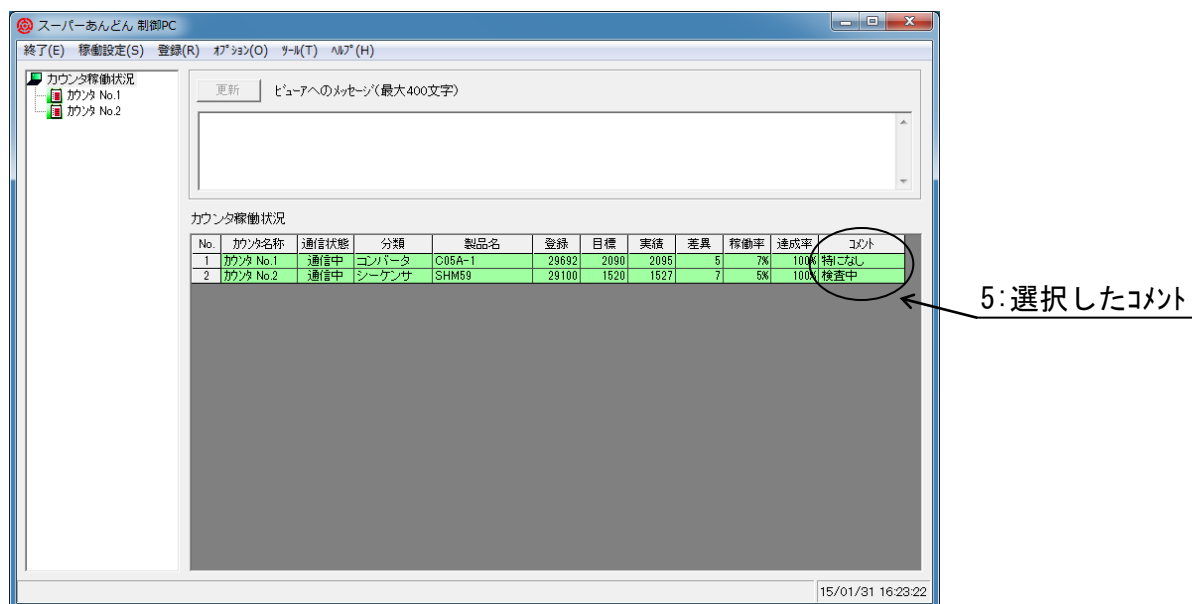 スーパーあんどん 制御PC
終了(E) 稼働設定(S) 登録(R) ｵﾌﾟｼｮﾝ(O) ﾂｰﾙ(T) ﾍﾙﾌﾟ(H)
カウンタ稼働状況
ｶｳﾝﾀ No.1
ｶｳﾝﾀ No.2
更新 ﾋﾞｭｰｱへのﾒｯｾｰｼﾞ(最大400文字)
カウンタ稼働状況
No. ｶｳﾝﾀ名称 通信状態 分類 製品名 登録 目標 実績 差異 稼働率 達成率 ｺﾒﾝﾄ
1 ｶｳﾝﾀ No.1 通信中 コンバータ C05A-1 29692 2090 2095 5 7% 100% 特になし
2 ｶｳﾝﾀ No.2 通信中 シーケンサ SHM59 29100 1520 1527 7 5% 100% 検査中
5:選択したｺﾒﾝﾄ
15/01/31 16:23:22